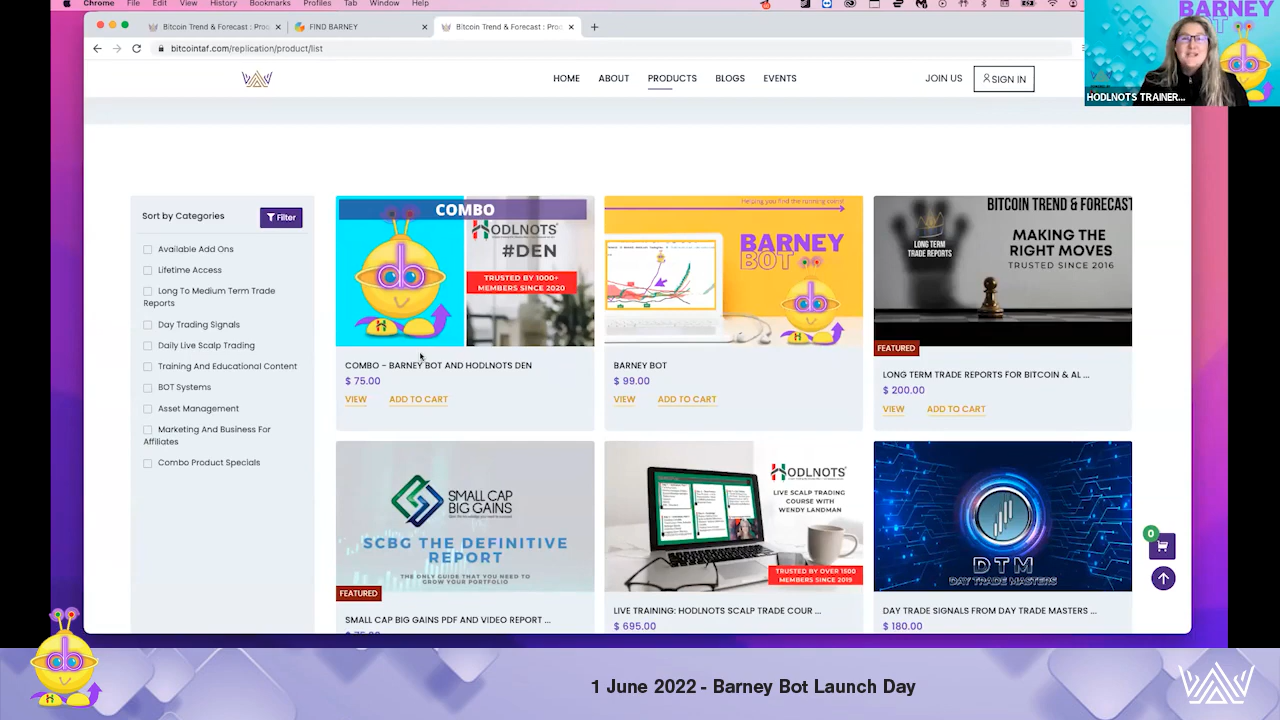 Chrome File Edit View History Bookmarks Profiles Tab Window Help
Bitcoin Trend & Forecast : Pro
FIND BARNEY
Bitcoin Trend & Forecast : Pro
bitcointaf.com/replication/product/list
HOME ABOUT PRODUCTS BLOGS EVENTS
JOIN US SIGN IN
BARNEY
HODLNOTS TRAINER...
Sort by Categories
Filter
Available Add Ons
Lifetime Access
Long To Medium Term Trade
Reports
Day Trading Signals
Daily Live Scalp Trading
Training And Educational Content
BOT Systems
Asset Management
Marketing And Business For
Affiliates
Combo Product Specials
COMBO
HODLNOTS
#DEN
TRUSTED BY 1000+
MEMBERS SINCE 2020
H
COMBO - BARNEY BOT AND HODLNOTS DEN
$ 75.00
VIEW ADD TO CART
Helping you find the running coins!
BARNEY
BOT
H
BARNEY BOT
$ 99.00
VIEW ADD TO CART
BITCOIN TREND & FORECAST
LONG TERM
TRADE REPORTS
MAKING THE
RIGHT MOVES
TRUSTED SINCE 2016
FEATURED
LONG TERM TRADE REPORTS FOR BITCOIN & AL ...
$ 200.00
VIEW ADD TO CART
SMALL CAP
BIG GAINS
SCBG THE DEFINITIVE
REPORT
THE ONLY GUIDE THAT YOU NEED TO
GROW YOUR PORTFOLIO
FEATURED
SMALL CAP BIG GAINS PDF AND VIDEO REPORT ...
$ 75.00
HODLNOTS
LIVE SCALP TRADING
COURSE WITH
WENDY LANDMAN
TRUSTED BY OVER 1500
MEMBERS SINCE 2019
LIVE TRAINING: HODLNOTS SCALP TRADE COUR ...
$ 695.00
DTM
DAY TRADE MASTERS
DAY TRADE SIGNALS FROM DAY TRADE MASTERS ...
$ 180.00
0
H
1 June 2022 - Barney Bot Launch Day